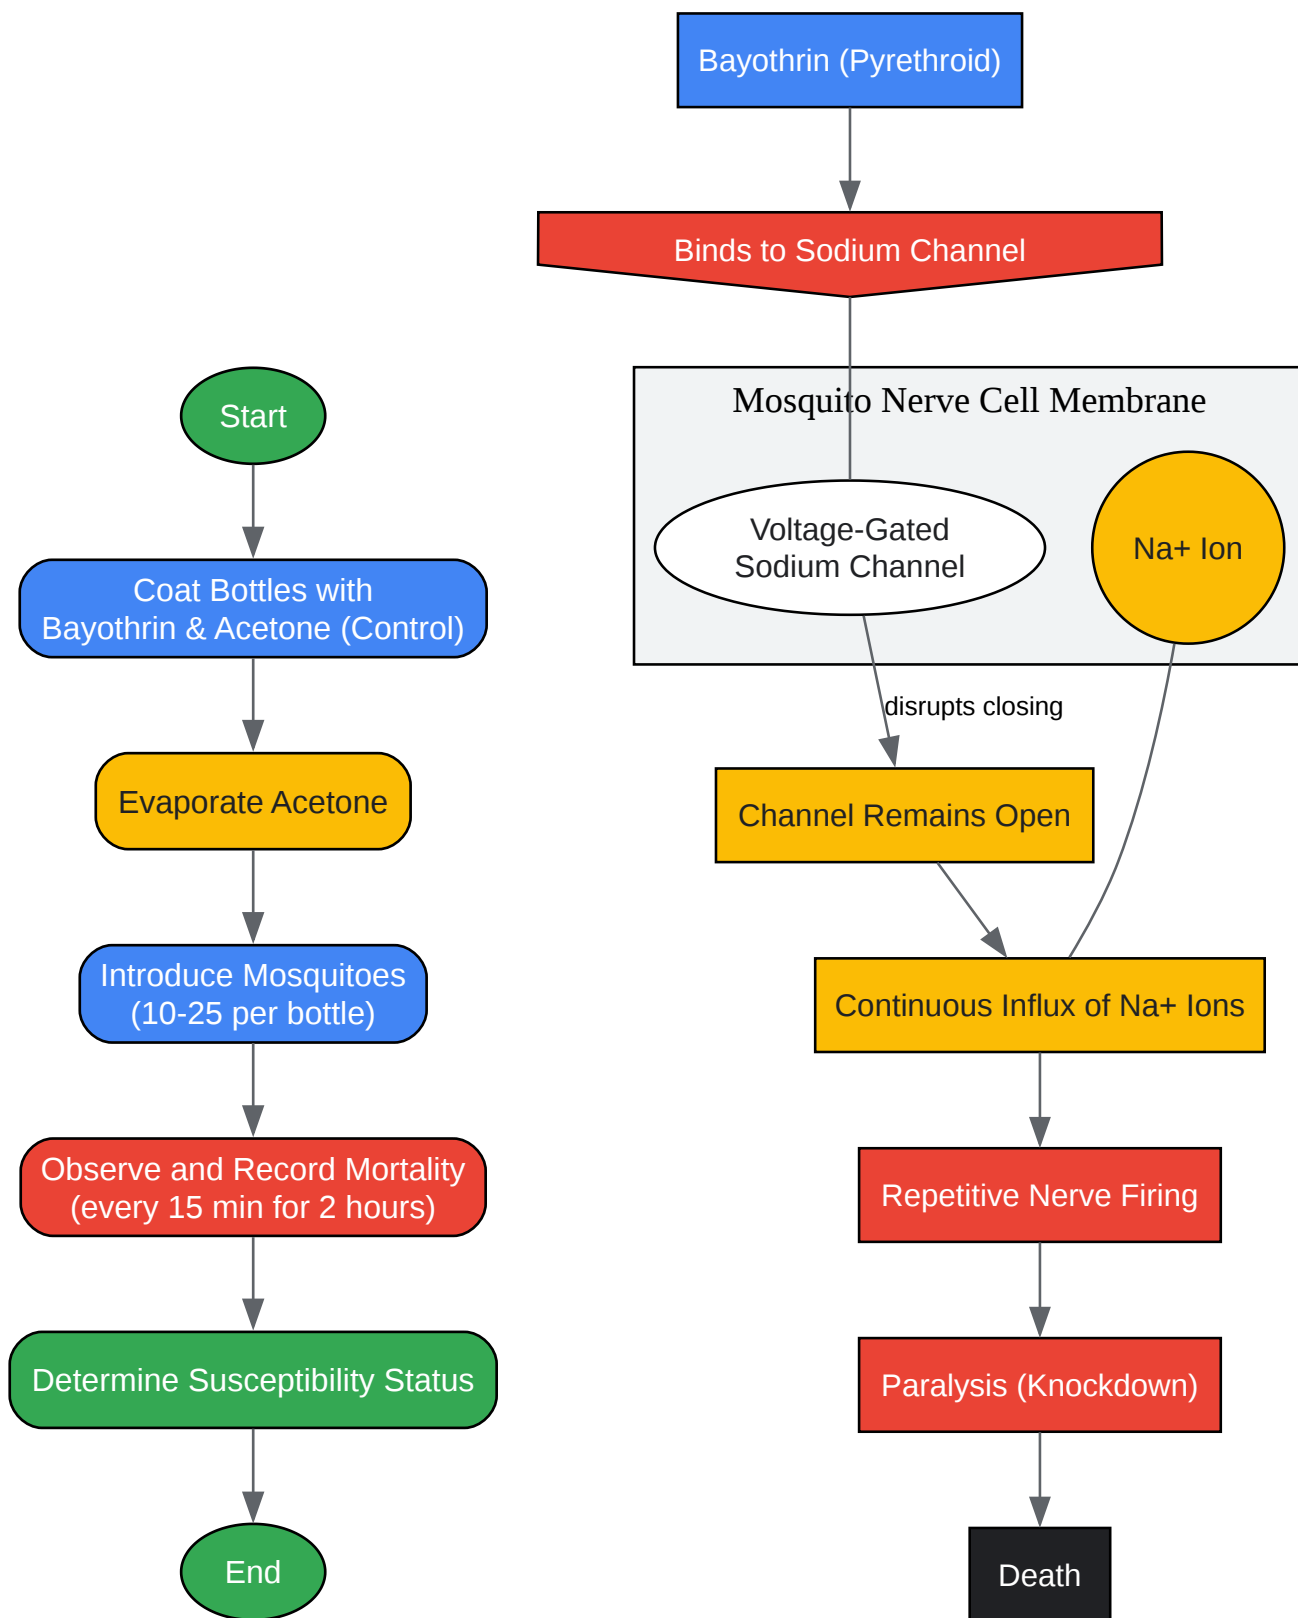 Start
Coat Bottles with
Bayothrin & Acetone (Control)
Evaporate Acetone
Introduce Mosquitoes
(10-25 per bottle)
Observe and Record Mortality
(every 15 min for 2 hours)
Determine Susceptibility Status
End
Bayothrin (Pyrethroid)
Binds to Sodium Channel
Mosquito Nerve Cell Membrane
Voltage-Gated
Sodium Channel
Na+ Ion
disrupts closing
Channel Remains Open
Continuous Influx of Na+ Ions
Repetitive Nerve Firing
Paralysis (Knockdown)
Death